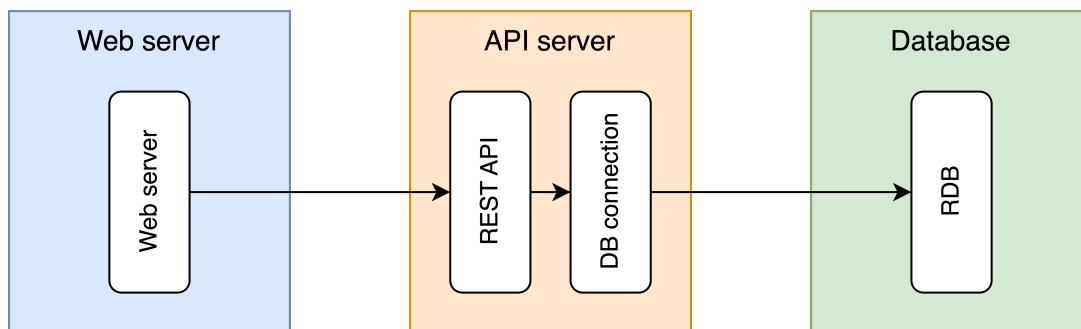 Web server
API server
Database
Web server
REST API
DB connection
RDB